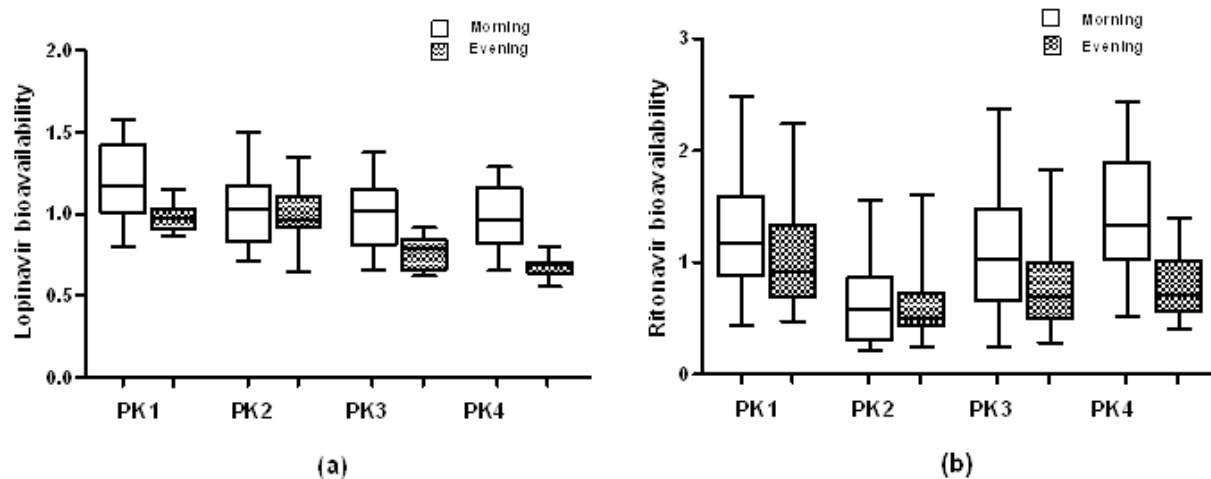 Morning
Evening
Lopinavir bioavailability
2.0
1.5
1.0
0.5
0.0
PK1 PK2 PK3 PK4
(a)
Morning
Evening
Ritonavir bioavailability
3
2
1
0
PK1 PK2 PK3 PK4
(b)